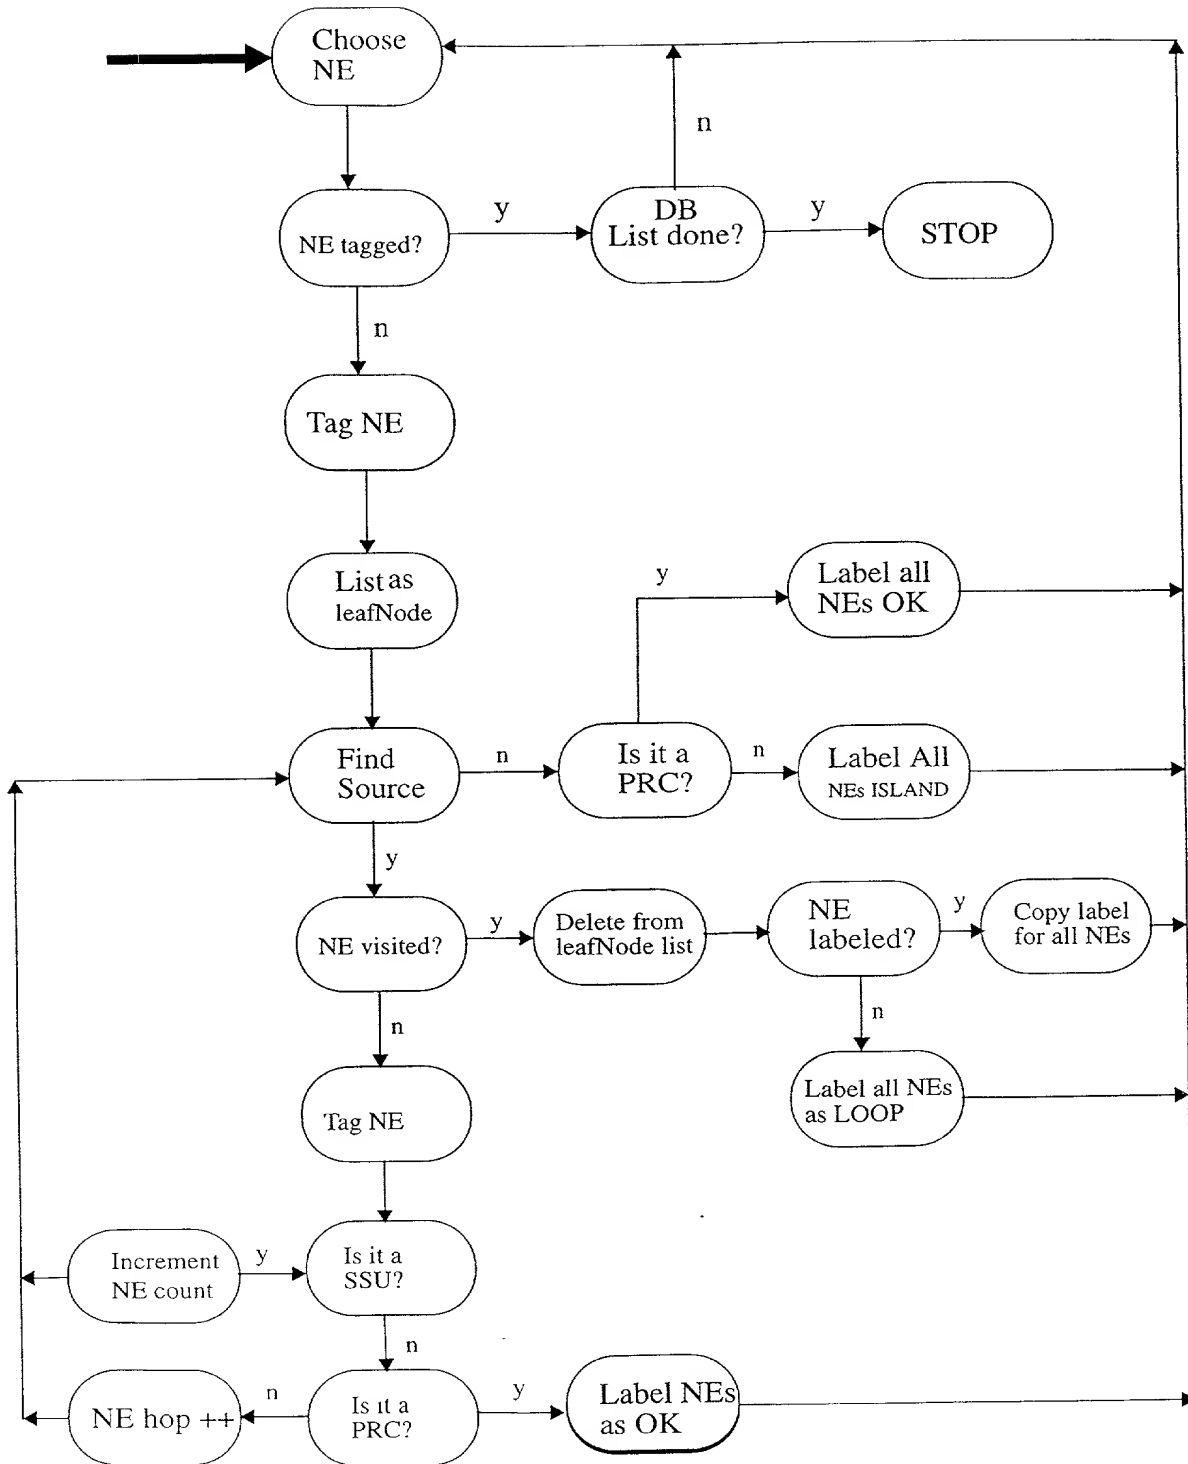 Choose
NE
n
NE tagged?
y
DB
List done?
y
STOP
n
Tag NE
List as
leafNode
y
Label all
NEs OK
Find
Source
n
Is it a
PRC?
n
Label All
NEs ISLAND
y
NE visited?
y
Delete from
leafNode list
NE
labeled?
y
Copy label
for all NEs
n
n
Tag NE
Label all NEs
as LOOP
Increment
NE count
y
Is it a
SSU?
n
NE hop ++
n
Is it a
PRC?
y
Label NEs
as OK